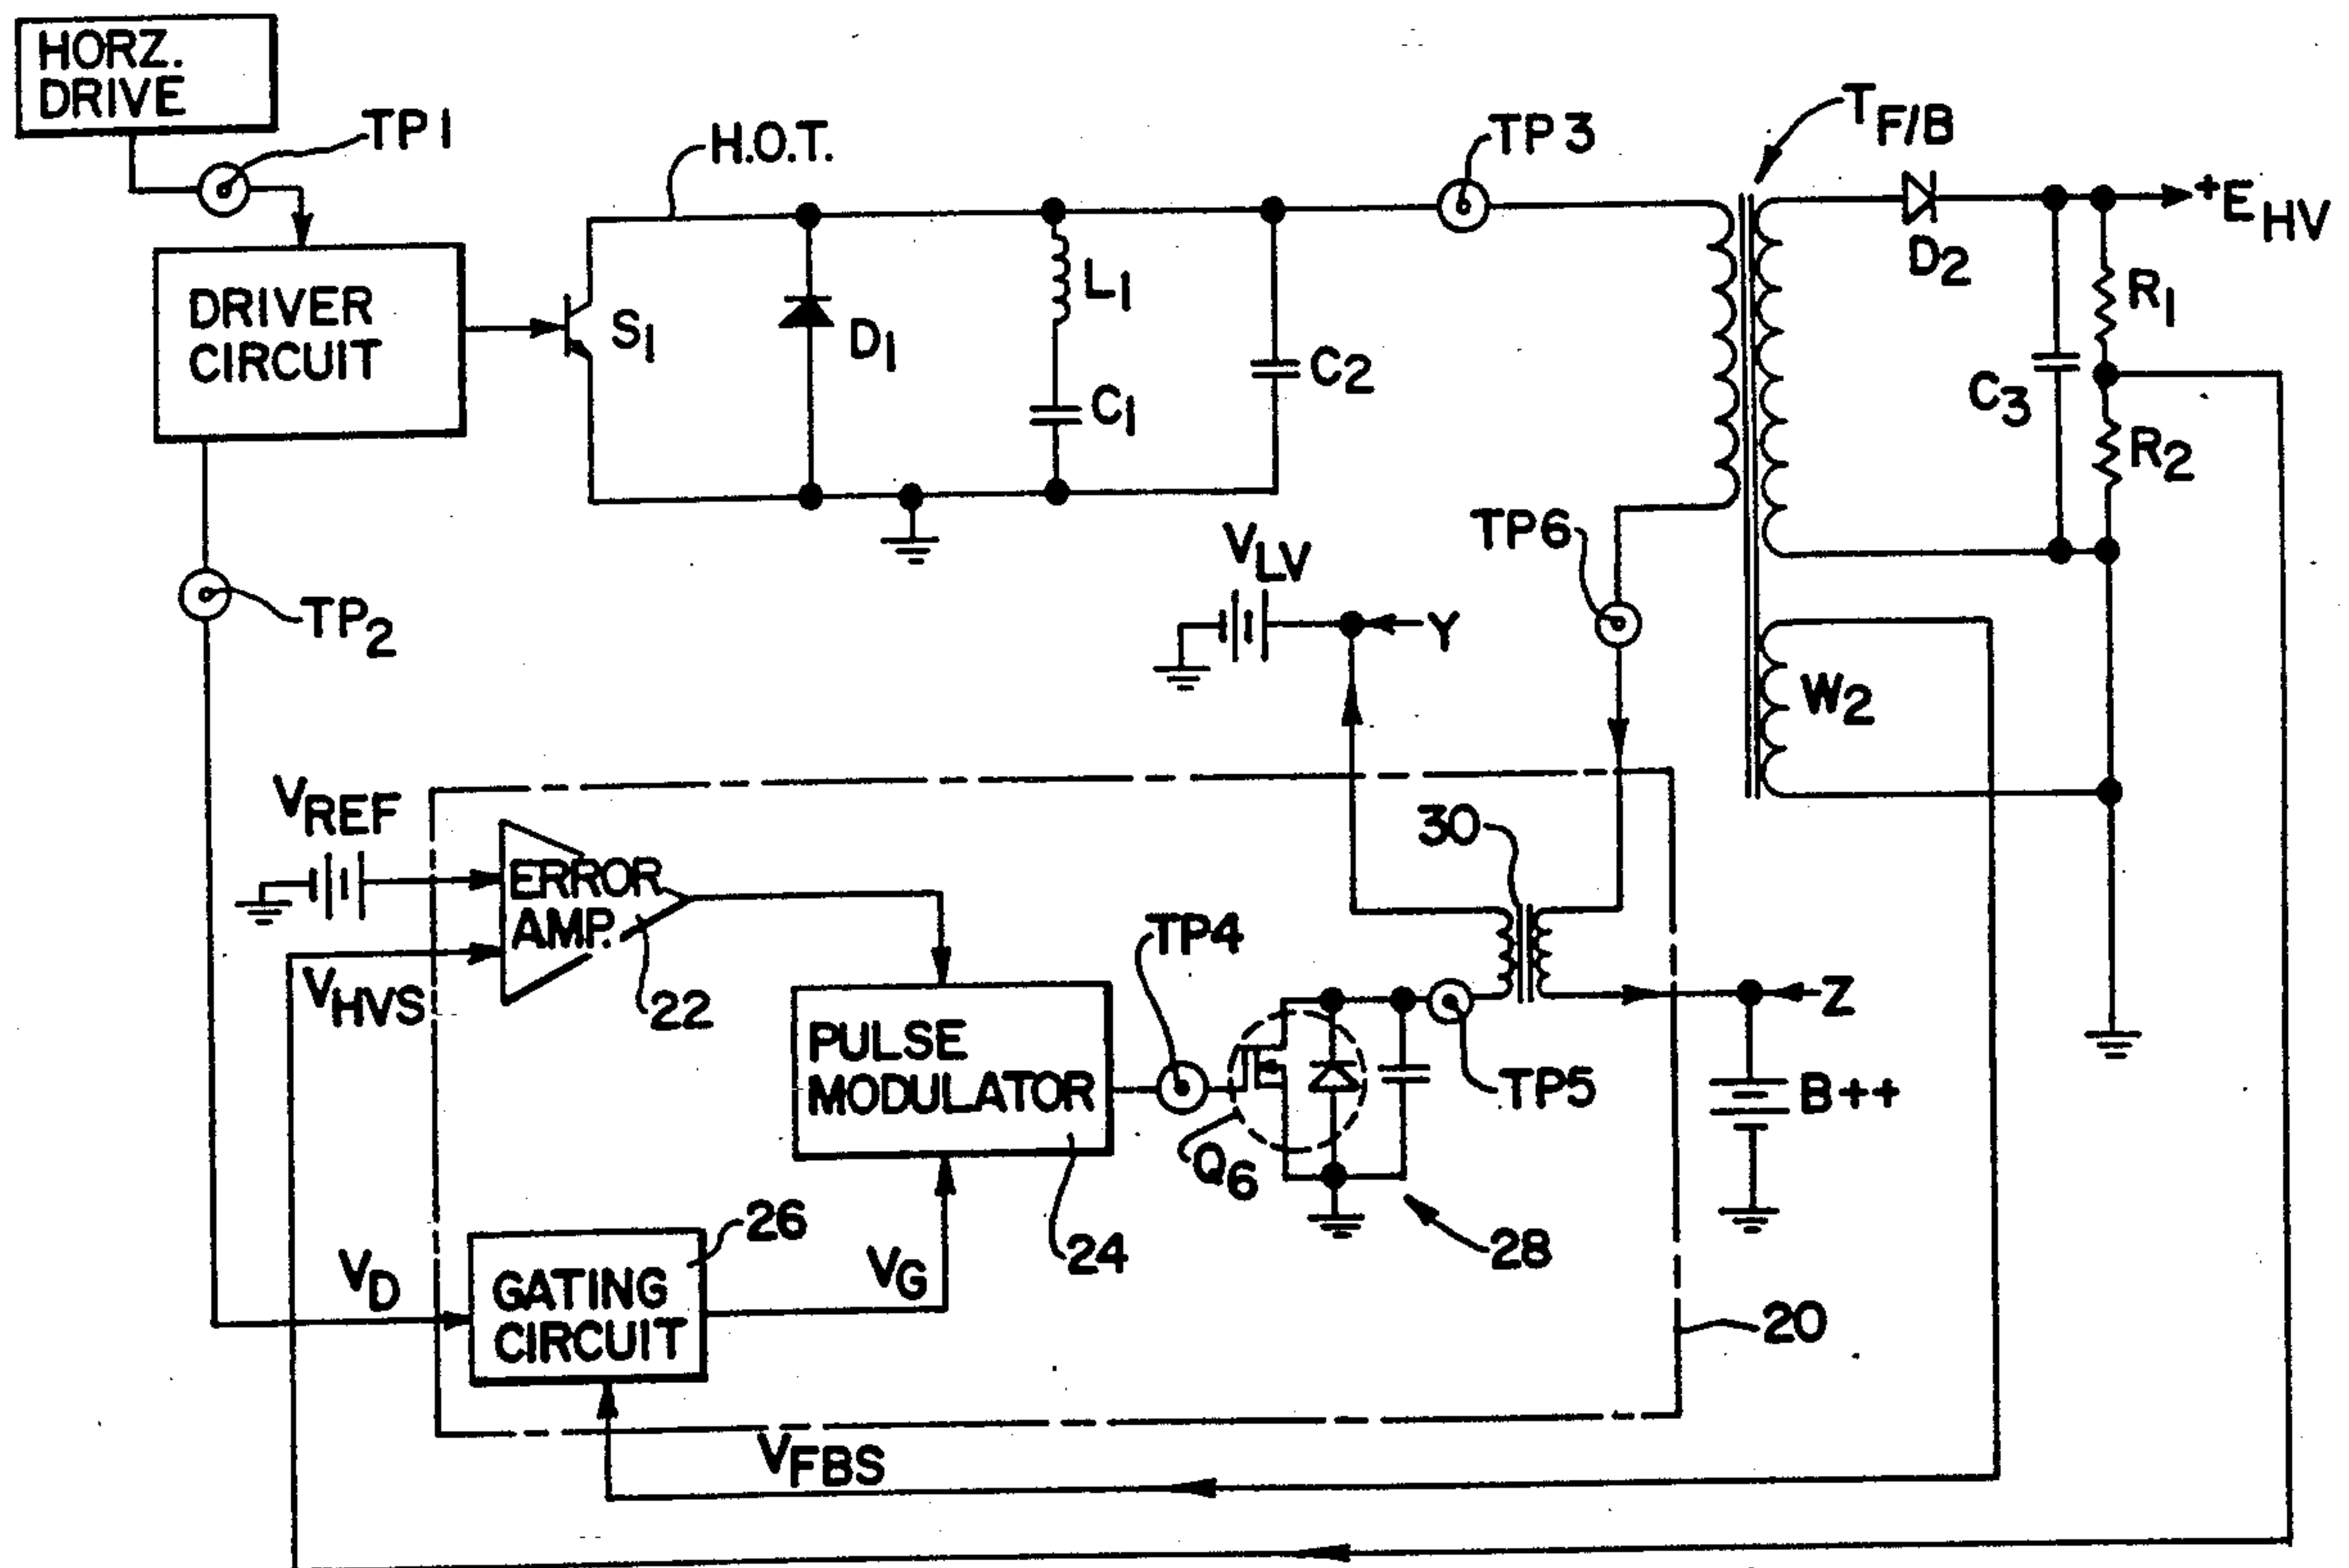 HORZ.
DRIVE
TP1
H.O.T.
TP3
TF/B
+EHV
D2
R1
DRIVER
CIRCUIT
S1
D1
L1
C1
C2
C3
R2
TP6
VLV
Y
TP2
W2
VREF
30
ERROR
AMP.
TP4
Z
VHVS
22
PULSE
MODULATOR
TP5
B++
Q6
26
24
28
VD
VG
GATING
CIRCUIT
20
VFBS